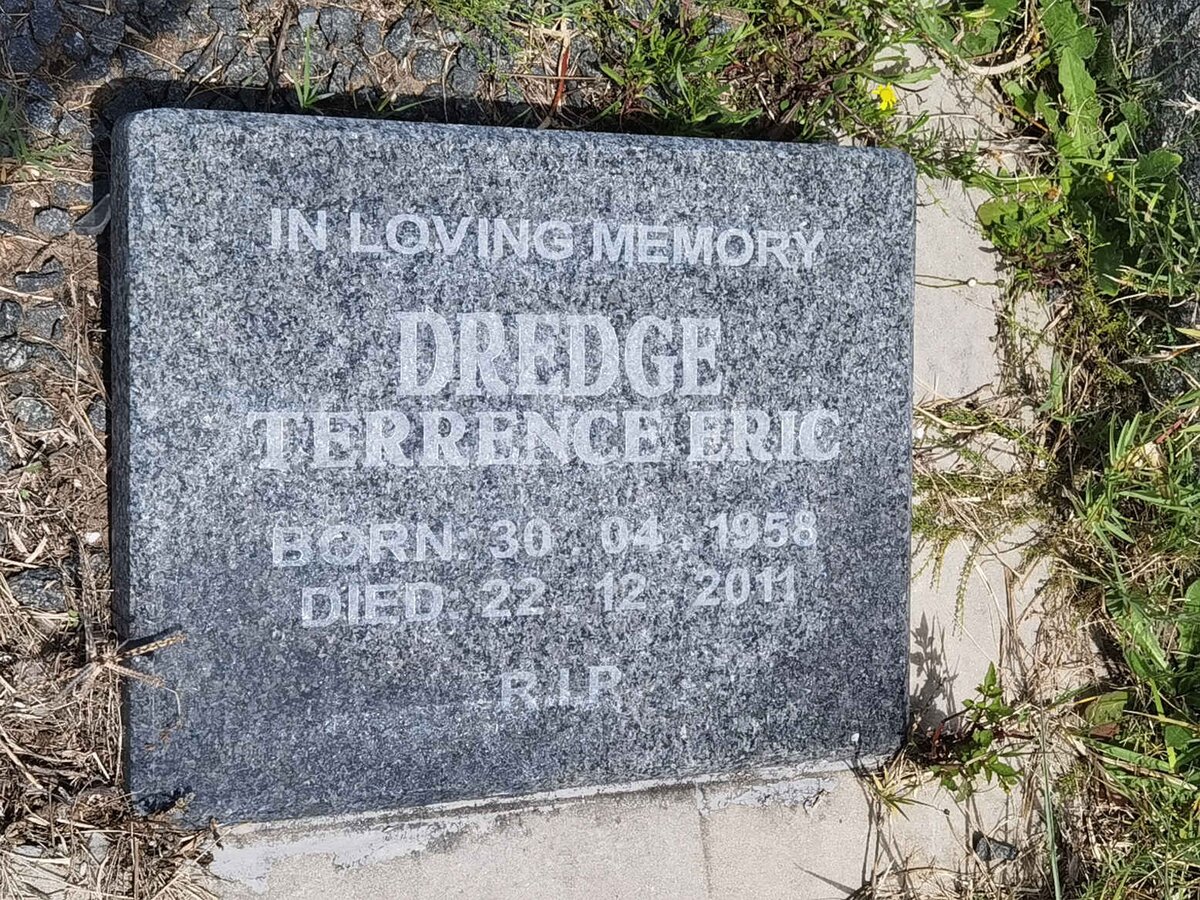 IN LOVING MEMORY
DREDGE
TERRENCE ERIC
BORN: 30 . 04 . 1958
DIED: 22 . 12 . 2011
R.I.P